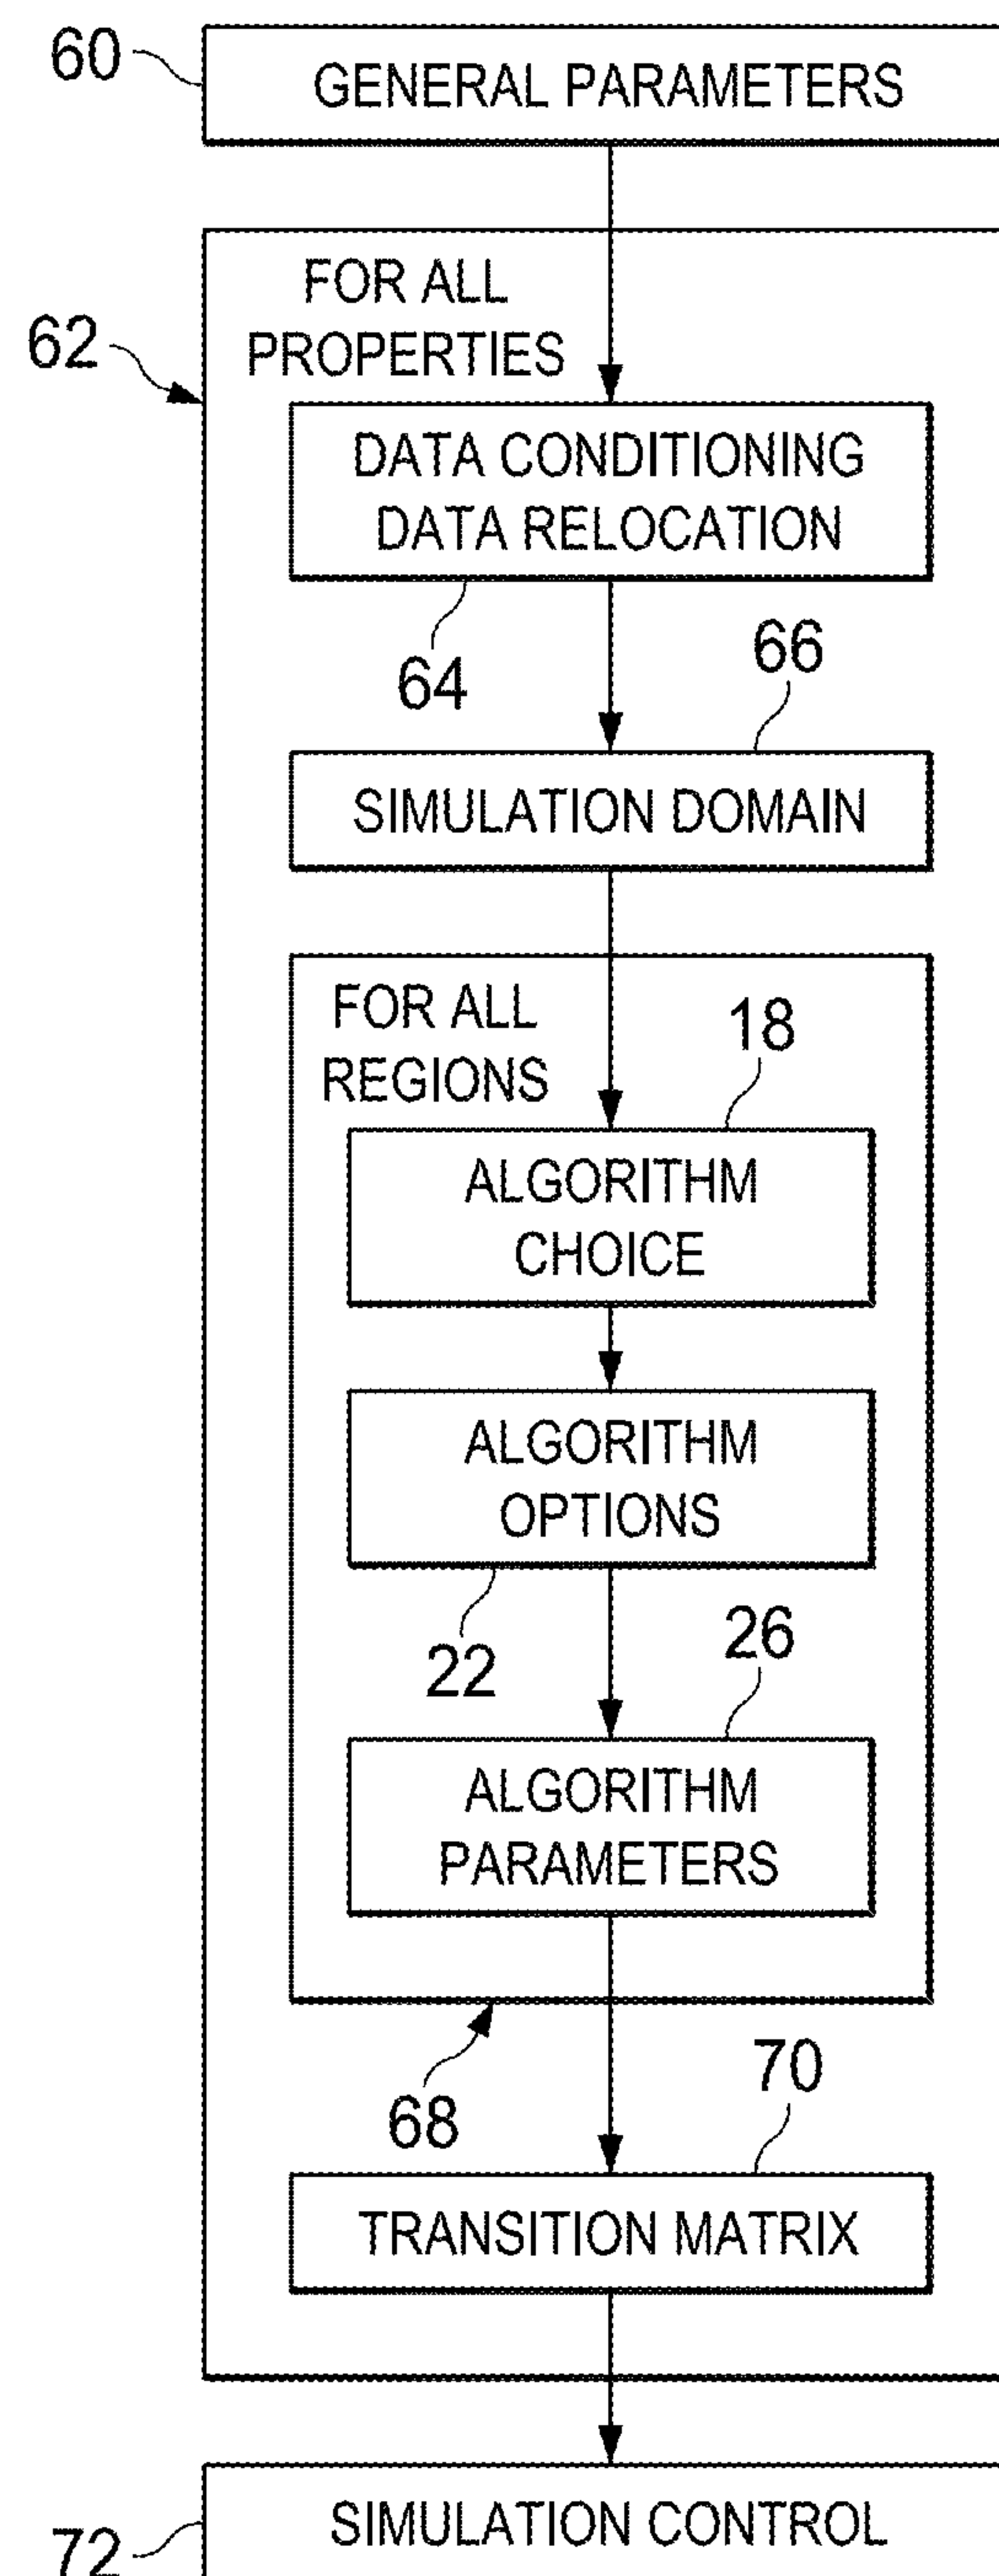 60
GENERAL PARAMETERS
FOR ALL
PROPERTIES
62
DATA CONDITIONING
DATA RELOCATION
64
66
SIMULATION DOMAIN
FOR ALL
REGIONS
18
ALGORITHM
CHOICE
ALGORITHM
OPTIONS
22
26
ALGORITHM
PARAMETERS
68
70
TRANSITION MATRIX
SIMULATION CONTROL
72